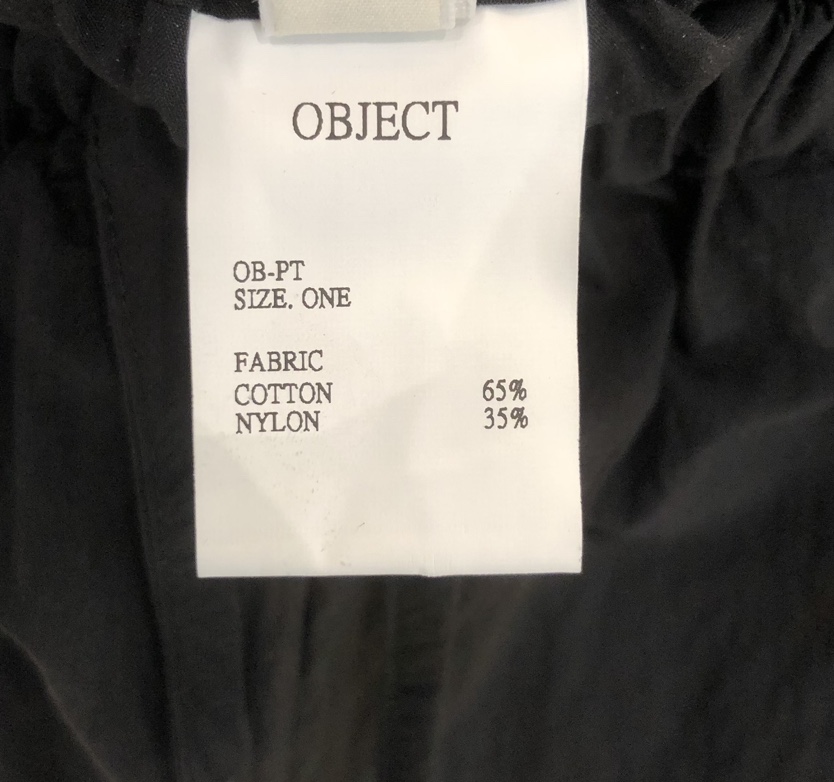 OBJECT
OB-PT
SIZE. ONE
FABRIC
COTTON 65%
NYLON 35%